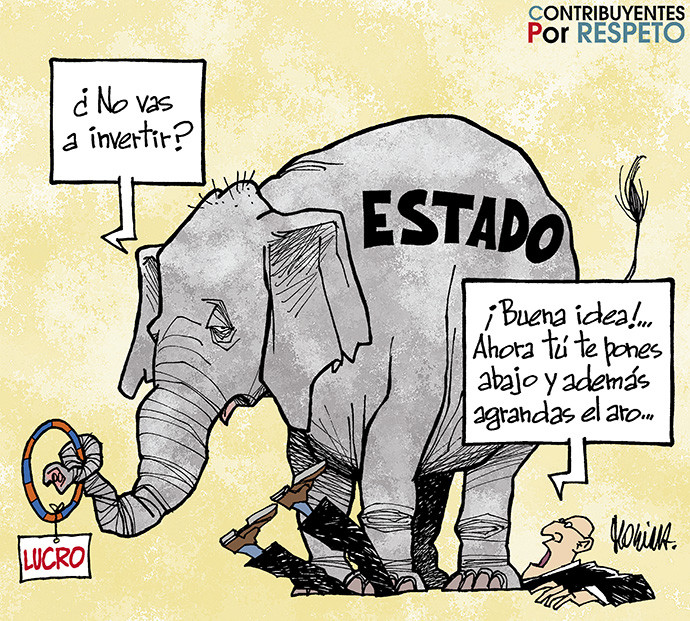 CONTRIBUYENTES
Por RESPETO
¿No vas
a invertir?
ESTADO
¡Buena idea!...
Ahora tú te pones
abajo y además
agrandas el aro...
LUCRO